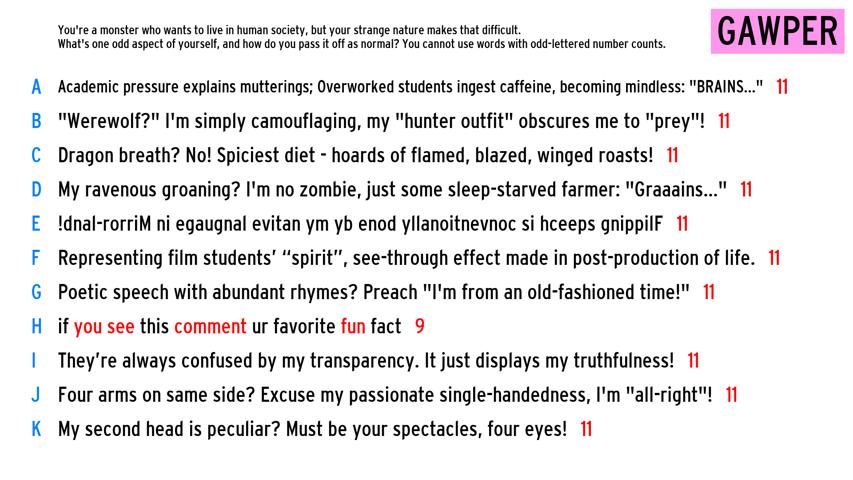 You're a monster who wants to live in human society, but your strange nature makes that difficult.
What's one odd aspect of yourself, and how do you pass it off as normal? You cannot use words with odd-lettered number counts.
GAWPER
A Academic pressure explains mutterings; Overworked students ingest caffeine, becoming mindless: "BRAINS..." 11
B "Werewolf?" I'm simply camouflaging, my "hunter outfit" obscures me to "prey"! 11
C Dragon breath? No! Spiciest diet - hoards of flamed, blazed, winged roasts! 11
D My ravenous groaning? I'm no zombie, just some sleep-starved farmer: "Graaains..." 11
E !dnal-rorriM ni egaugnal evitan ym yb enod yllanoitnevnoc si hceeps gnippilF 11
F Representing film students’ “spirit”, see-through effect made in post-production of life. 11
G Poetic speech with abundant rhymes? Preach "I'm from an old-fashioned time!" 11
H if you see this comment ur favorite fun fact 9
I They’re always confused by my transparency. It just displays my truthfulness! 11
J Four arms on same side? Excuse my passionate single-handedness, I'm "all-right"! 11
K My second head is peculiar? Must be your spectacles, four eyes! 11